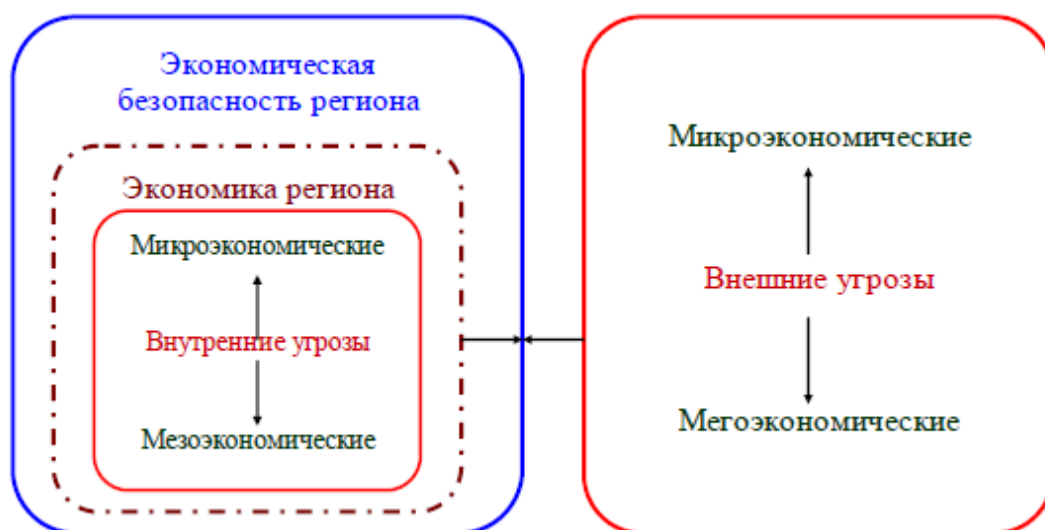 Экономическая
безопасность региона
Экономика региона
Микроэкономические
Внутренние угрозы
Мезоэкономические
Микроэкономические
Внешние угрозы
Мегоэкономические